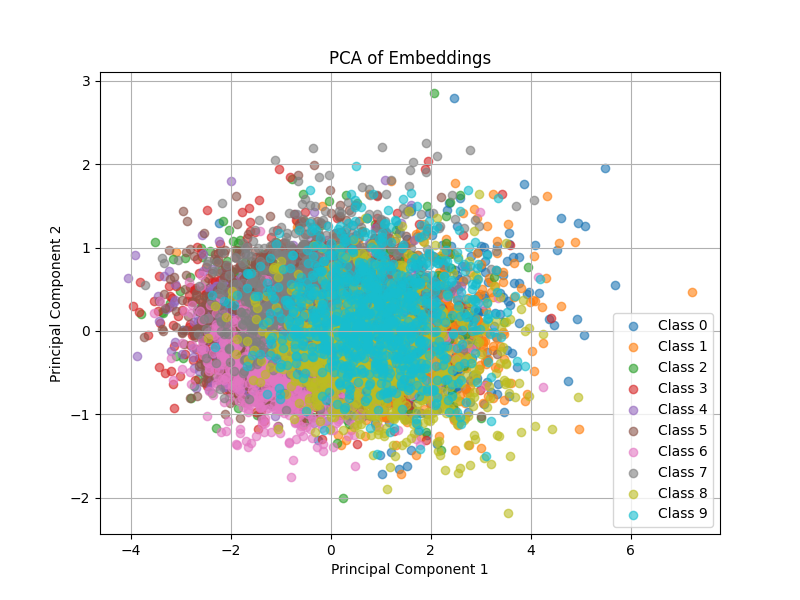 PCA of Embeddings
Principal Component 2
3
2
1
0
−1
−2
−4
−2
0
2
4
6
Principal Component 1
Class 0
Class 1
Class 2
Class 3
Class 4
Class 5
Class 6
Class 7
Class 8
Class 9